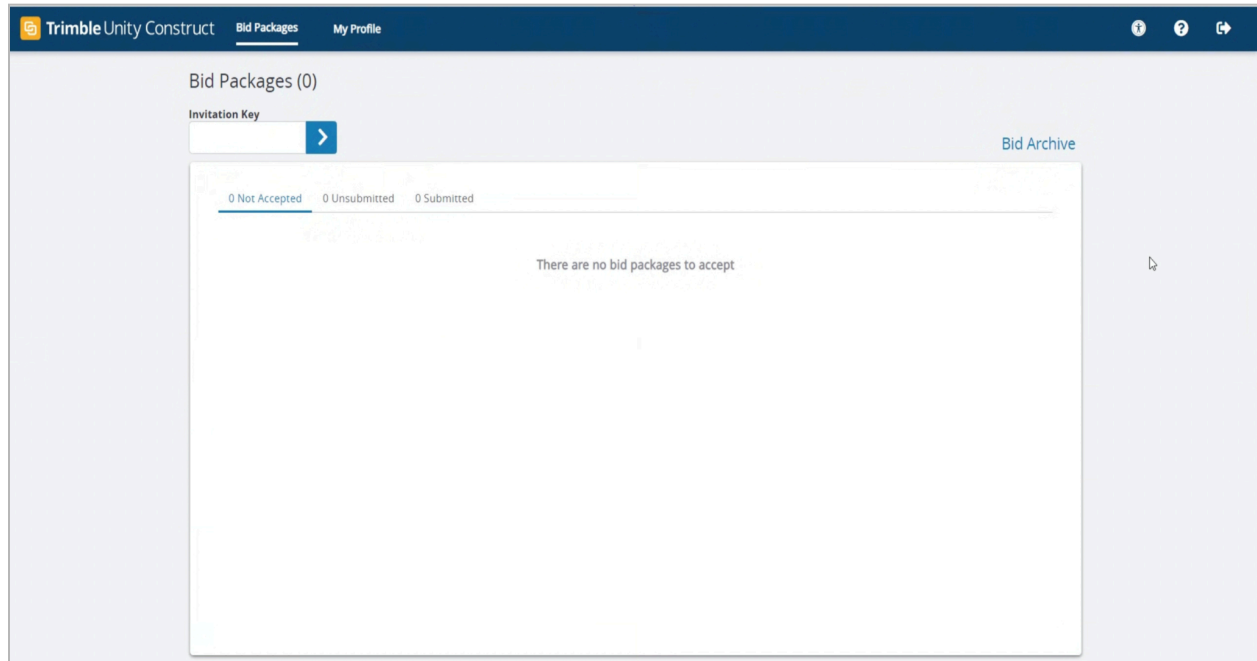 Trimble Unity Construct Bid Packages My Profile
Bid Packages (0)
Invitation Key
Bid Archive
0 Not Accepted 0 Unsubmitted 0 Submitted
There are no bid packages to accept